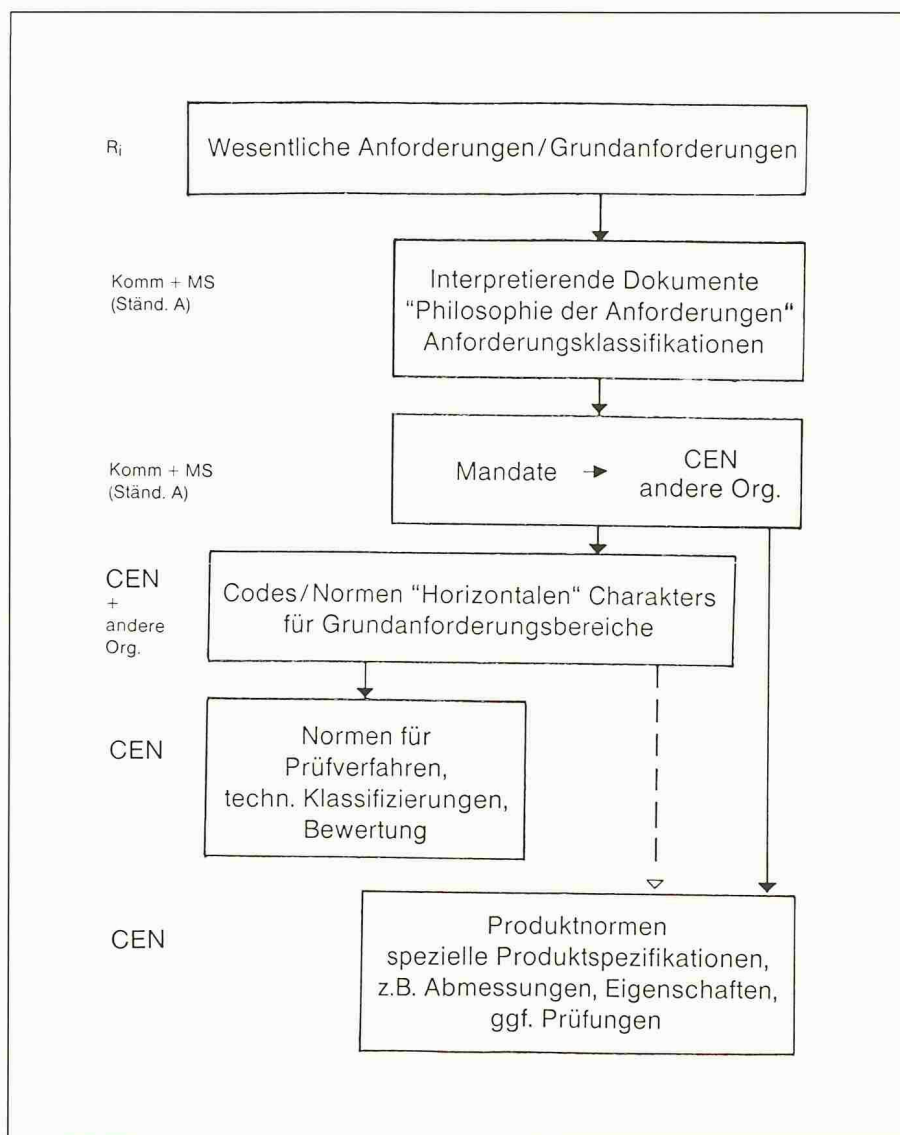 Ri
Wesentliche Anforderungen/Grundanforderungen
Komm + MS
(Ständ. A)
Interpretierende Dokumente
“Philosophie der Anforderungen“
Anforderungsklassifikationen
Komm + MS
(Ständ. A)
Mandate
CEN
andere Org.
CEN
+
andere
Org.
Codes/Normen “Horizontalen“ Charakters
für Grundanforderungsbereiche
CEN
Normen für
Prüfverfahren,
techn. Klassifizierungen,
Bewertung
CEN
Produktnormen
spezielle Produktspezifikationen,
z.B. Abmessungen, Eigenschaften,
ggf. Prüfungen